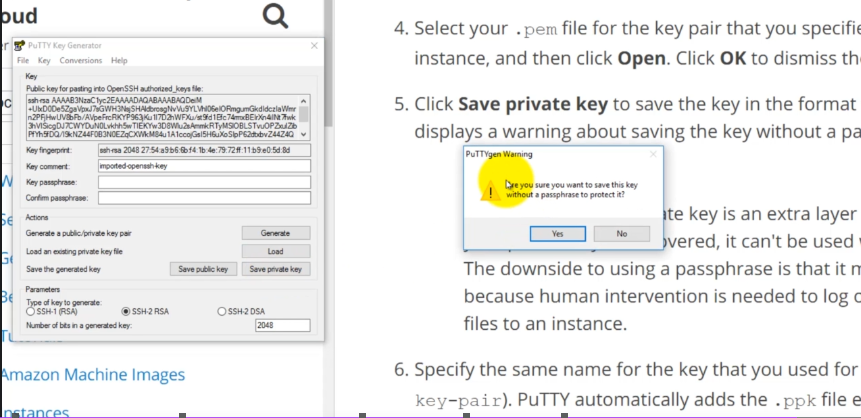 oud
PuTTY Key Generator
File Key Conversions Help
Key
Public key for pasting into OpenSSH authorized_keys file:
ssh-rsa
Key fingerprint: ssh-rsa 2048 27:54:a9:b6:6b:f4:1b:4e:79:72:ff:11:b9:e0:5d:8d
Key comment: imported-openssh-key
Key passphrase:
Confirm passphrase:
Actions
Generate a public/private key pair Generate
Load an existing private key file Load
Save the generated key Save public key Save private key
Parameters
Type of key to generate:
SSH-1 (RSA) SSH-2 RSA SSH-2 DSA
Number of bits in a generated key: 2048
Amazon Machine Images
nstances
4. Select your .pem file for the key pair that you specifie
instance, and then click Open. Click OK to dismiss th
5. Click Save private key to save the key in the format
displays a warning about saving the key without a pa
PuTTYgen Warning
Are you sure you want to save this key
without a passphrase to protect it?
Yes No
te key is an extra layer
overed, it can't be used
The downside to using a passphrase is that it m
because human intervention is needed to log o
files to an instance.
6. Specify the same name for the key that you used for
key-pair). PuTTY automatically adds the .ppk file e